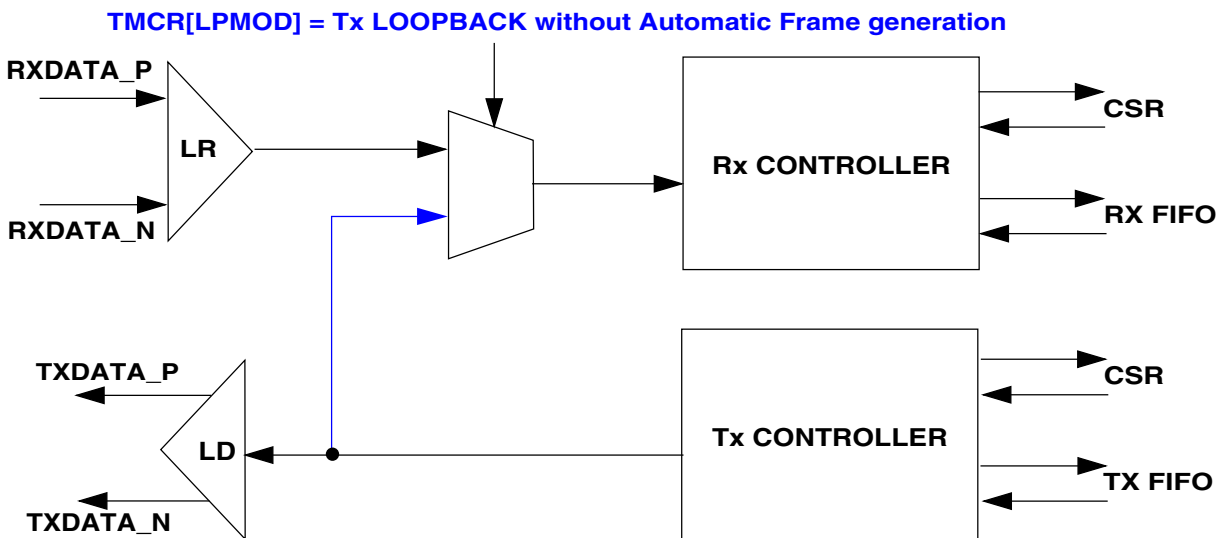 TMCR[LPMOD] = Tx LOOPBACK without Automatic Frame generation
RXDATA_P
LR
RXDATA_N
Rx CONTROLLER
CSR
RX FIFO
TXDATA_P
LD
TXDATA_N
Tx CONTROLLER
CSR
TX FIFO